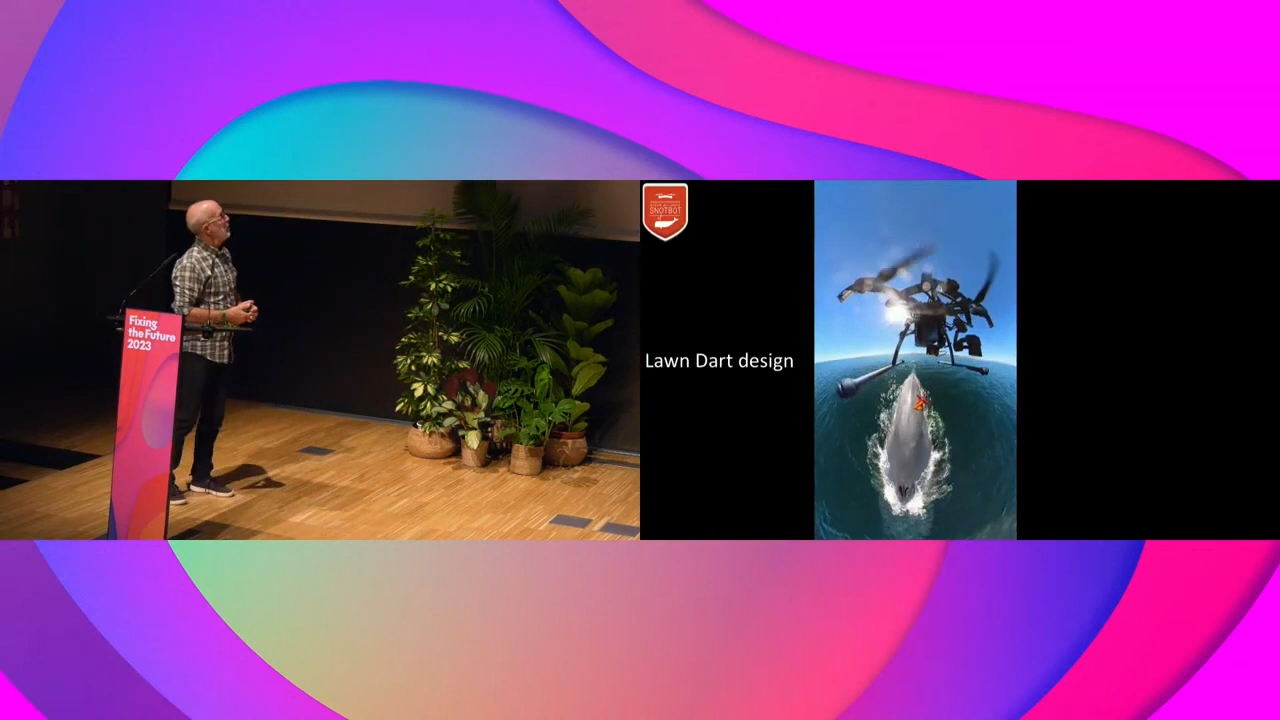 Fixing
the Future
2023
SNOTBOT
Lawn Dart design